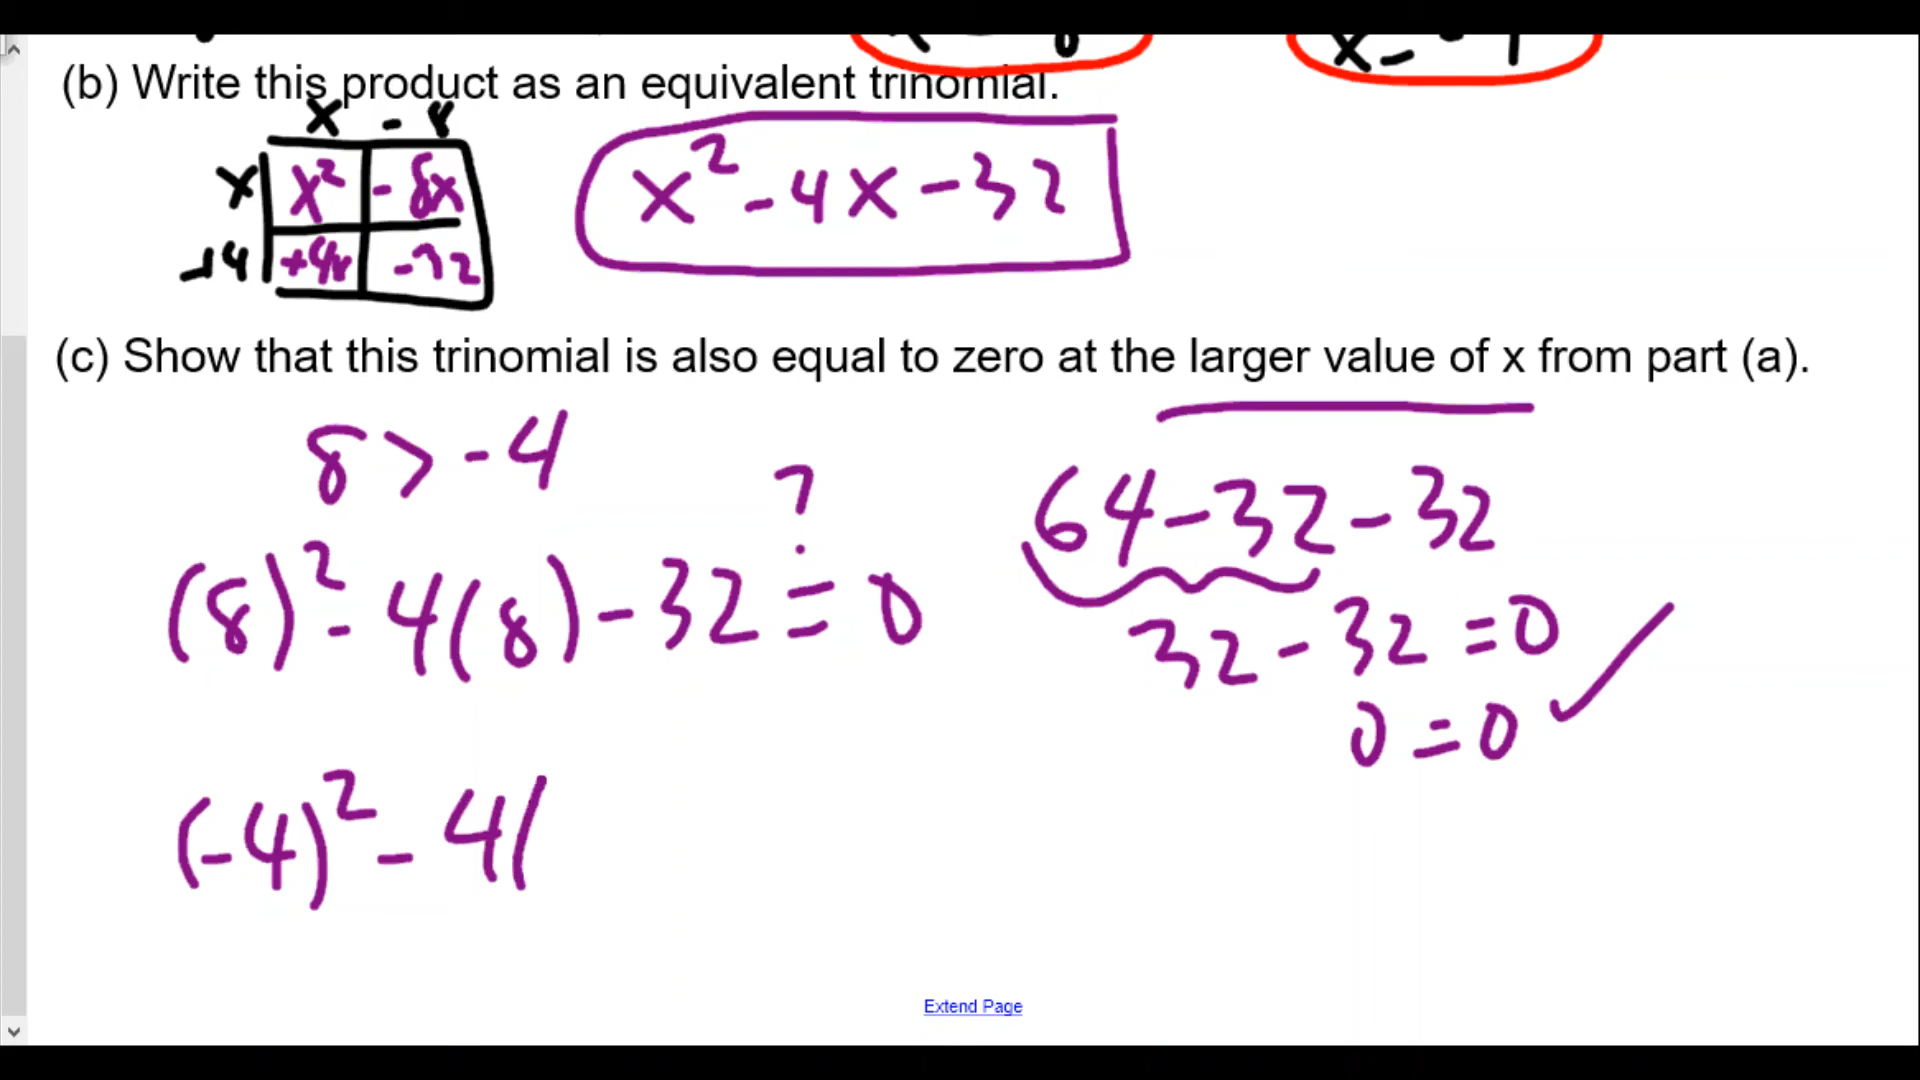 (b) Write this product as an equivalent trinomial.
x - 8
x x² - 8x
+4 +4x -32
x² - 4x - 32
(c) Show that this trinomial is also equal to zero at the larger value of x from part (a).
8 > -4
?
(8)² - 4(8) - 32 = 0
64 - 32 - 32
32 - 32 = 0
0 = 0 ✓
(-4)² - 4(
Extend Page